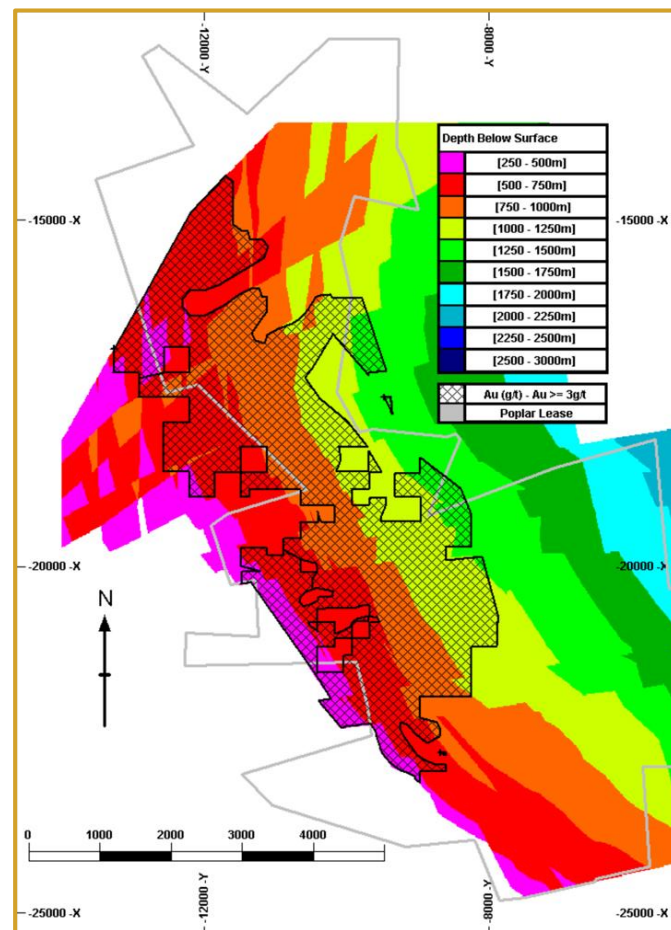 -12000 -Y
-8000 -Y
Depth Below Surface
[250 - 500m]
[500 - 750m]
[750 - 1000m]
[1000 - 1250m]
[1250 - 1500m]
[1500 - 1750m]
[1750 - 2000m]
[2000 - 2250m]
[2250 - 2500m]
[2500 - 3000m]
Au (g/t) - Au >= 3g/t
Poplar Lease
-15000 -X
-15000 -X
-20000 -X
-20000 -X
N
0
1000
2000
3000
4000
-25000 -X
-12000 -Y
-8000 -Y
-25000 -X